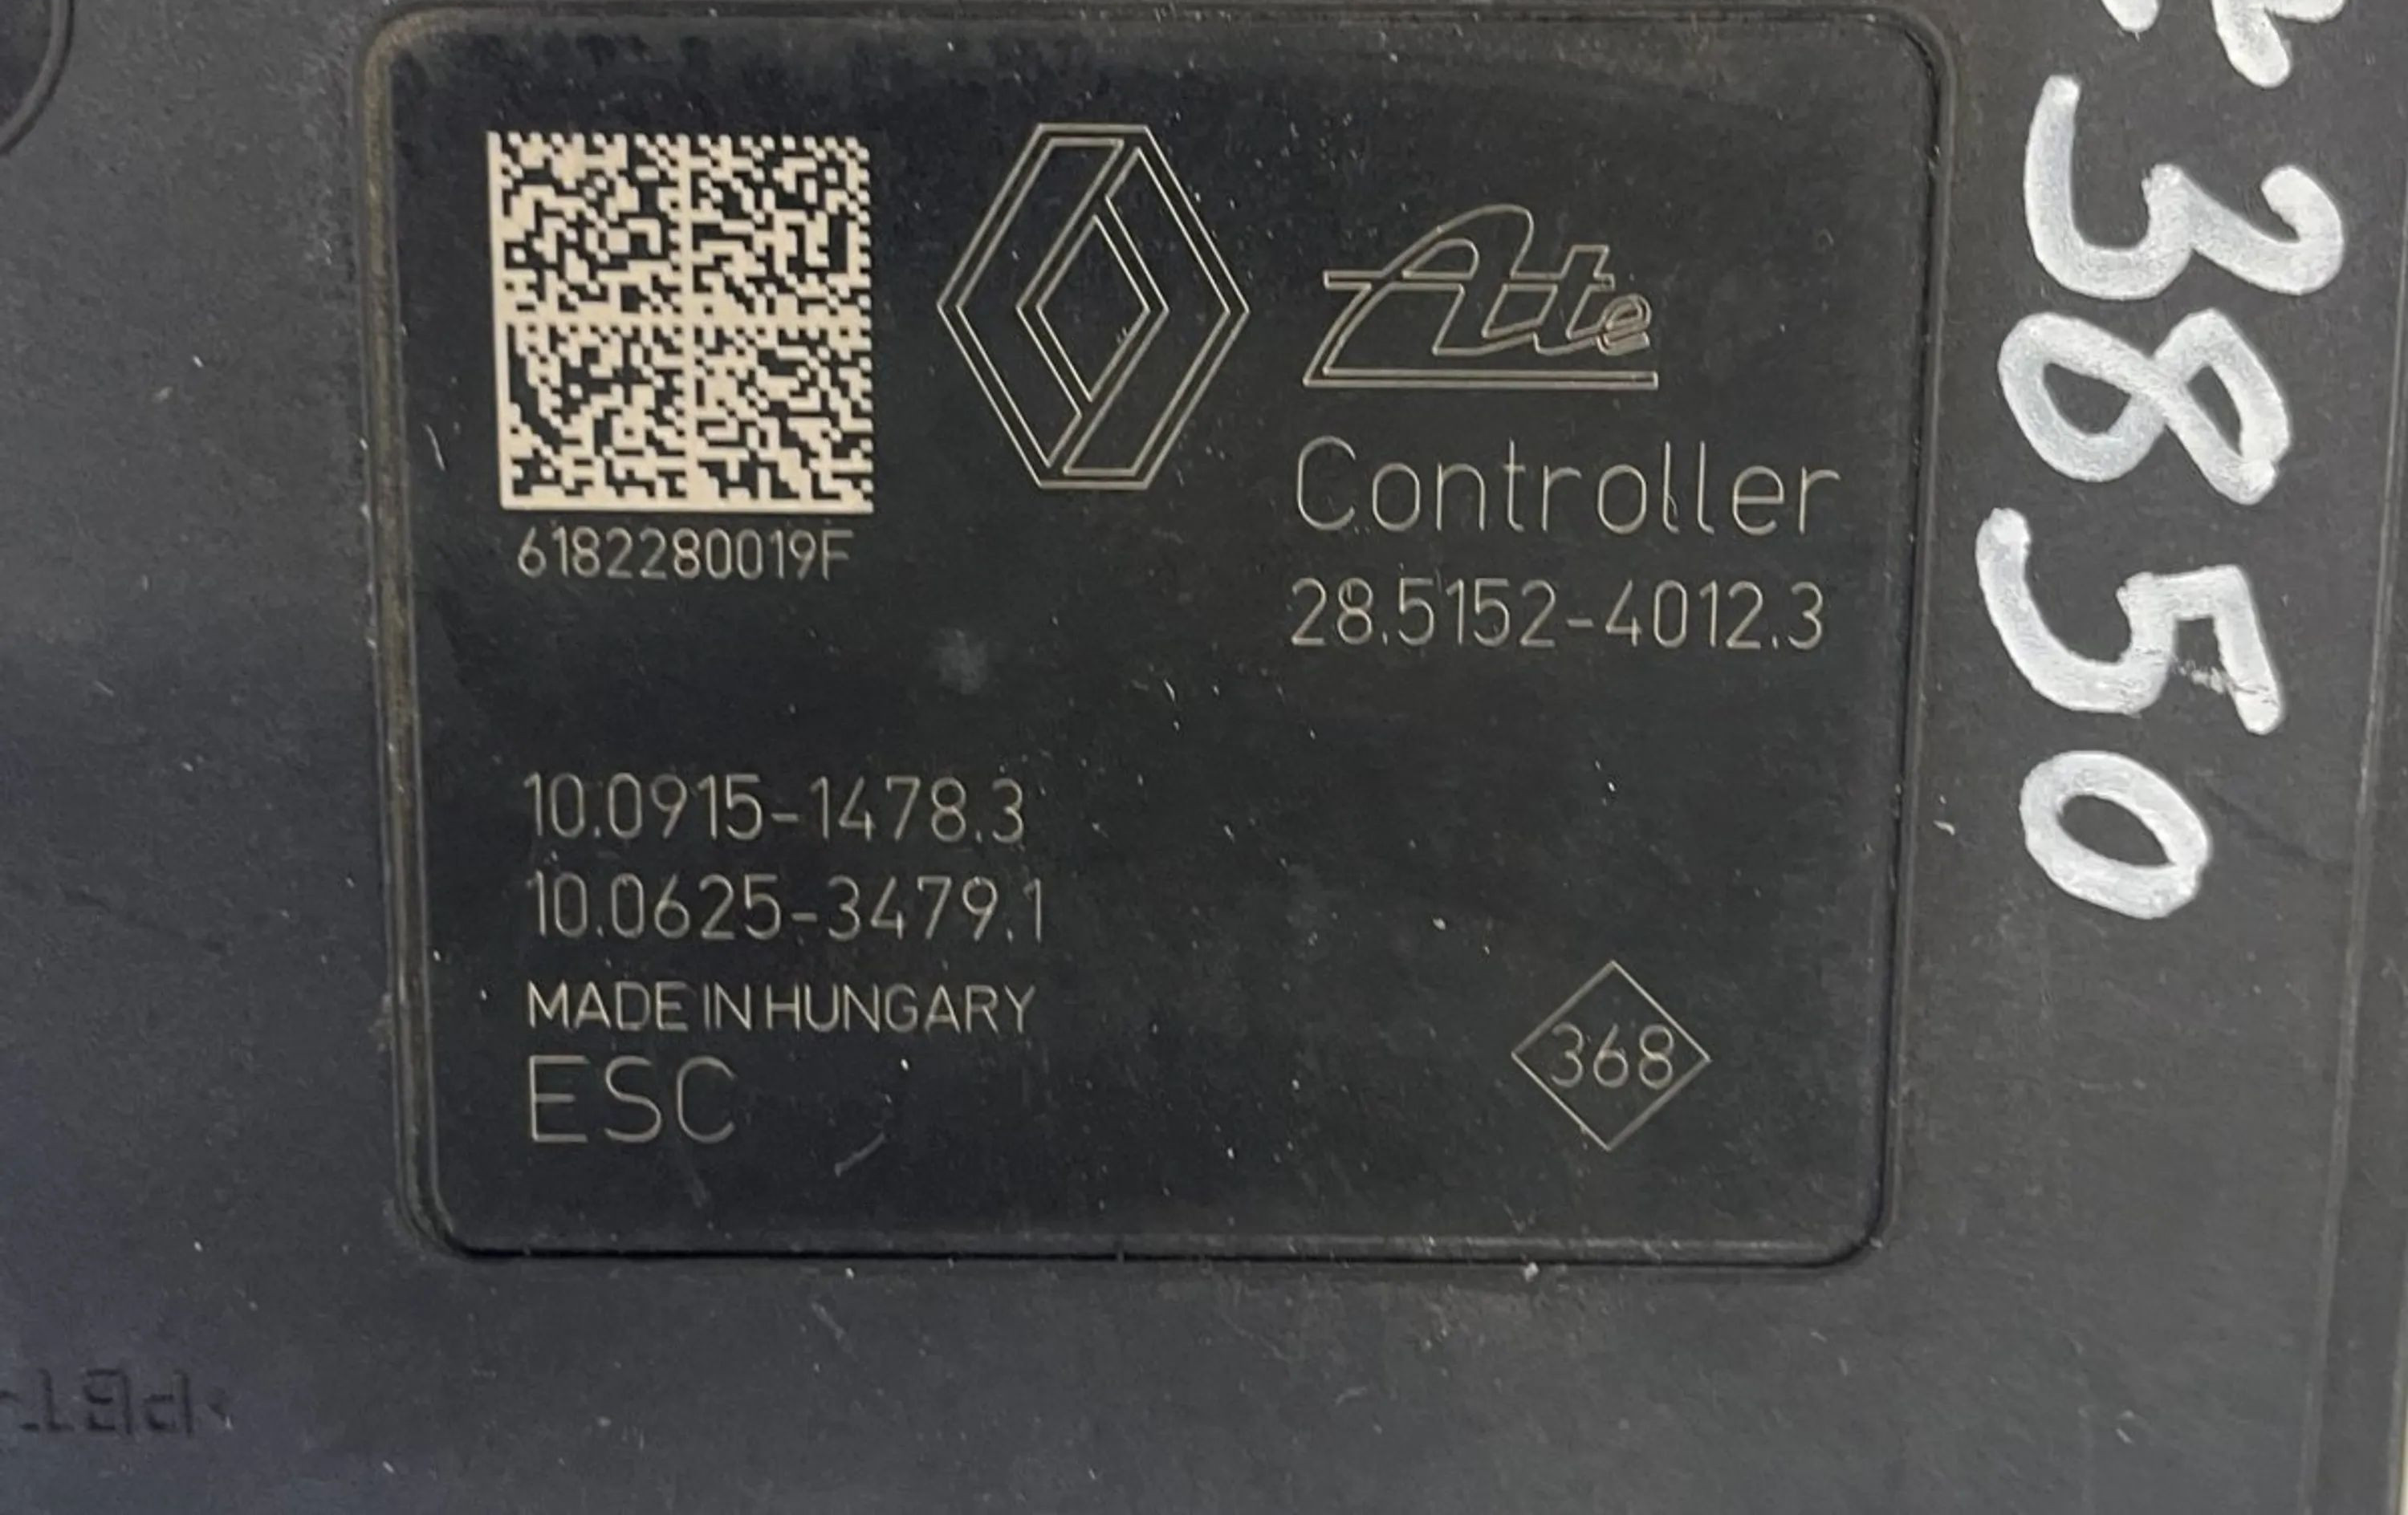 Ate
Controller
6182280019F
28.5152-4012.3
10.0915-1478.3
10.0625-3479.1
MADE IN HUNGARY
ESC
368
3850